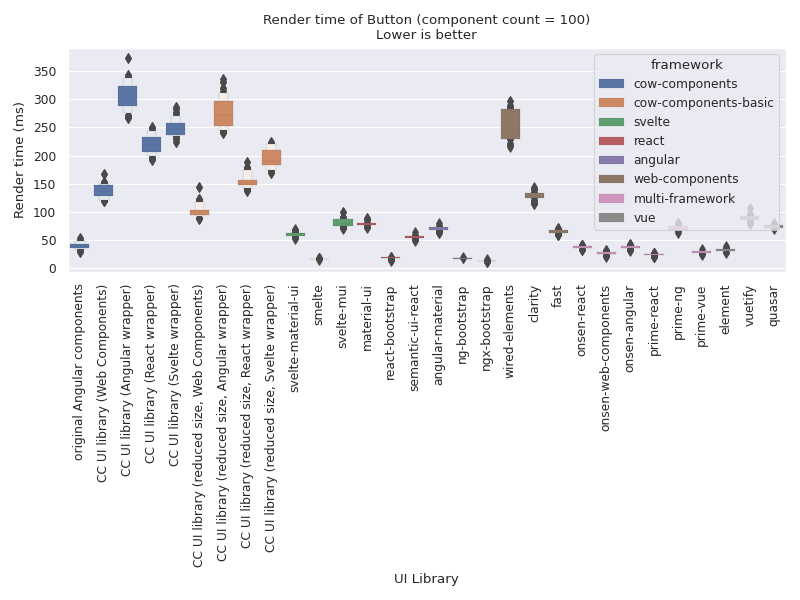 Render time of Button (component count = 100)
Lower is better
framework
cow-components
cow-components-basic
svelte
react
angular
web-components
multi-framework
vue
Render time (ms)
350
300
250
200
150
100
50
0
original Angular components
CC UI library (Web Components)
CC UI library (Angular wrapper)
CC UI library (React wrapper)
CC UI library (Svelte wrapper)
CC UI library (reduced size, Web Components)
CC UI library (reduced size, Angular wrapper)
CC UI library (reduced size, React wrapper)
CC UI library (reduced size, Svelte wrapper)
svelte-material-ui
smelte
svelte-mui
material-ui
react-bootstrap
semantic-ui-react
angular-material
ng-bootstrap
ngx-bootstrap
wired-elements
clarity
fast
onsen-react
onsen-web-components
onsen-angular
prime-react
prime-ng
prime-vue
element
vuetify
quasar
UI Library